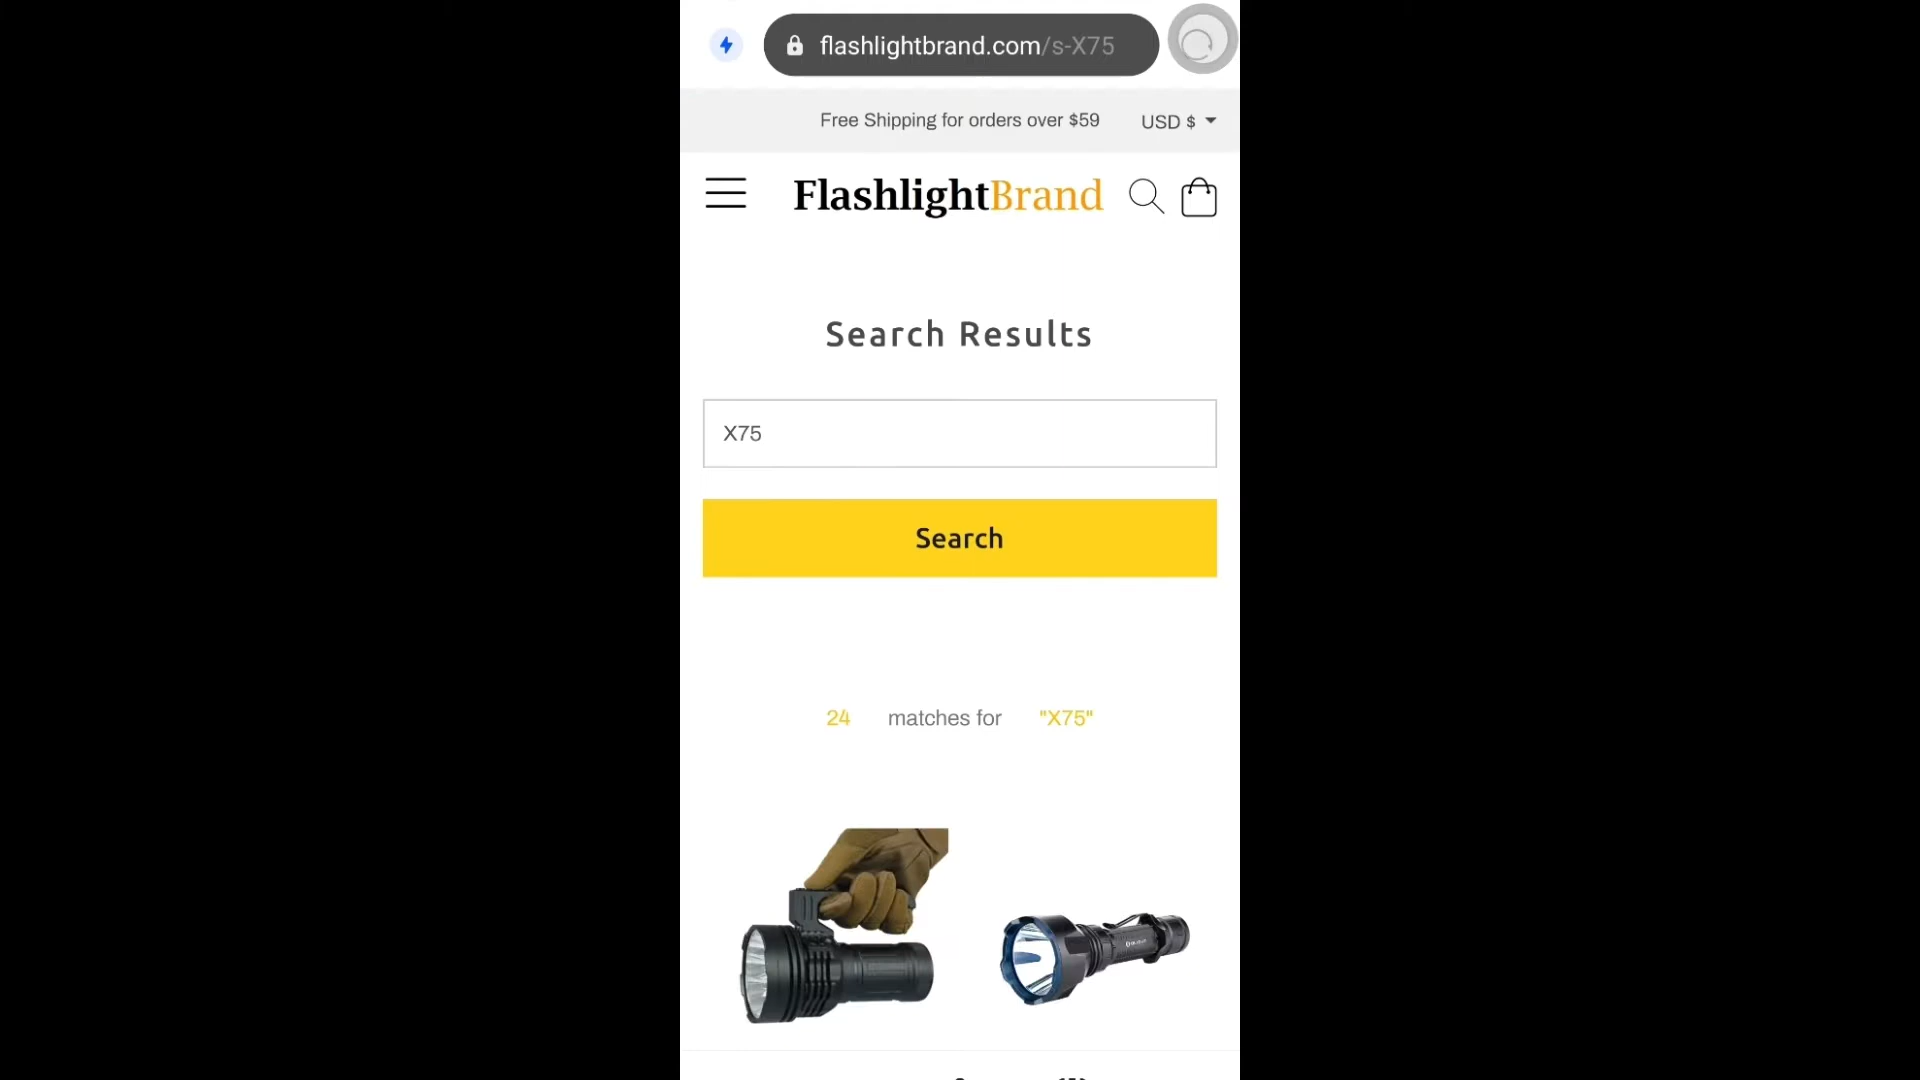 flashlightbrand.com/s-X75
Free Shipping for orders over $59
USD $
FlashlightBrand
Search Results
X75
Search
24 matches for "X75"